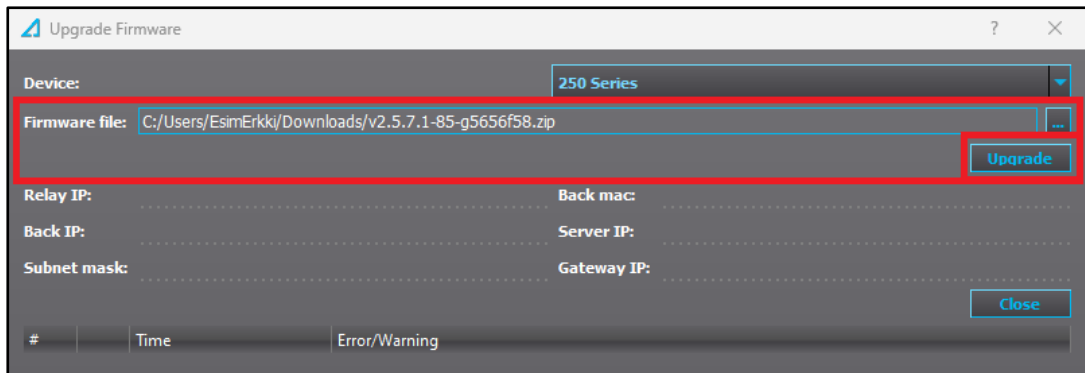 Upgrade Firmware ? ×
Device: 250 Series
Firmware file: C:/Users/EsimErkki/Downloads/v2.5.7.1-85-g5656f58.zip ...
Upgrade
Relay IP: Back mac:
Back IP: Server IP:
Subnet mask: Gateway IP:
Close
# Time Error/Warning